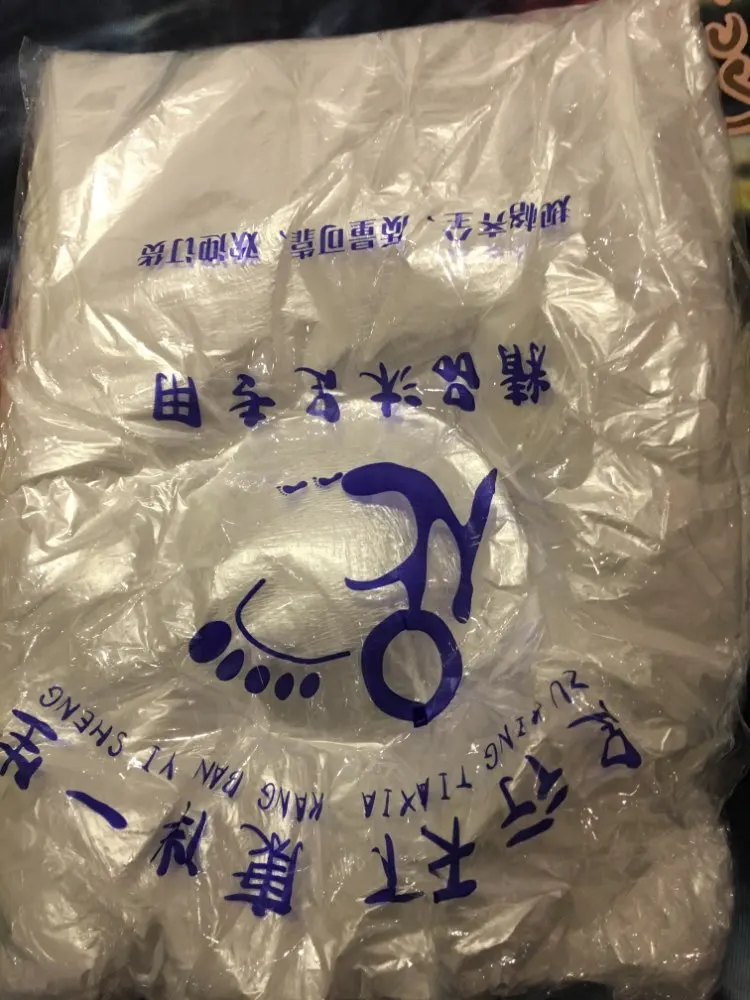 足行天下 康伴一生
ZU XING TIAXIA KANG BAN YI SHENG
精品沐足专用
规格齐全、质量可靠、欢迎订货